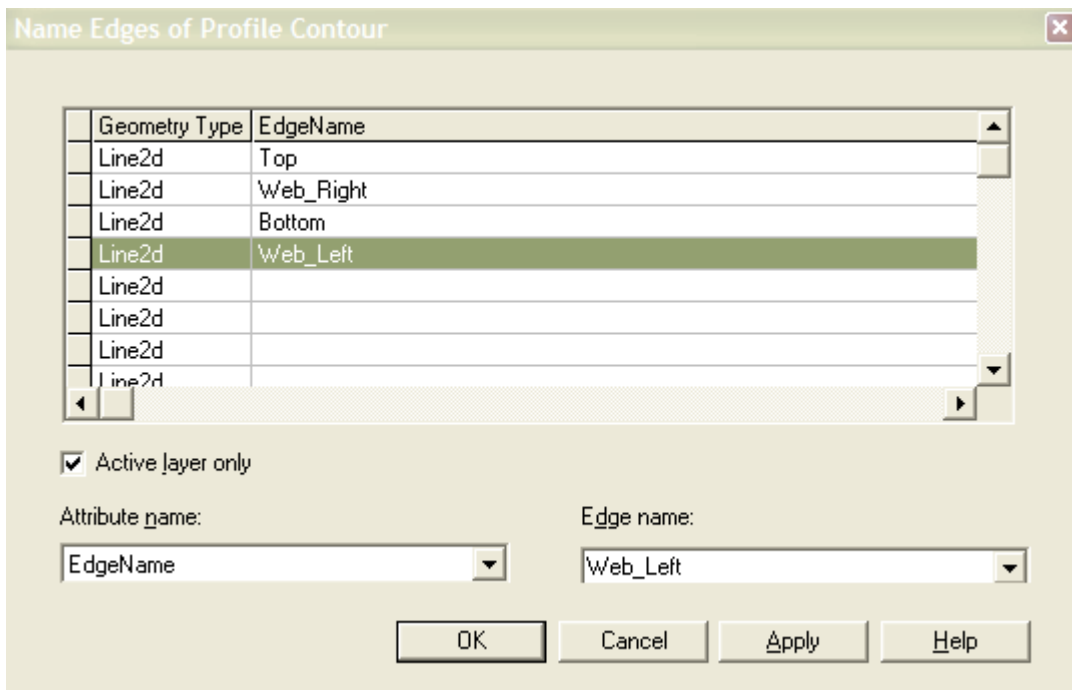 Name Edges of Profile Contour
Geometry Type EdgeName
Line2d Top
Line2d Web_Right
Line2d Bottom
Line2d Web_Left
Line2d
Line2d
Line2d
Line2d
Active layer only
Attribute name: Edge name:
EdgeName Web_Left
OK Cancel Apply Help